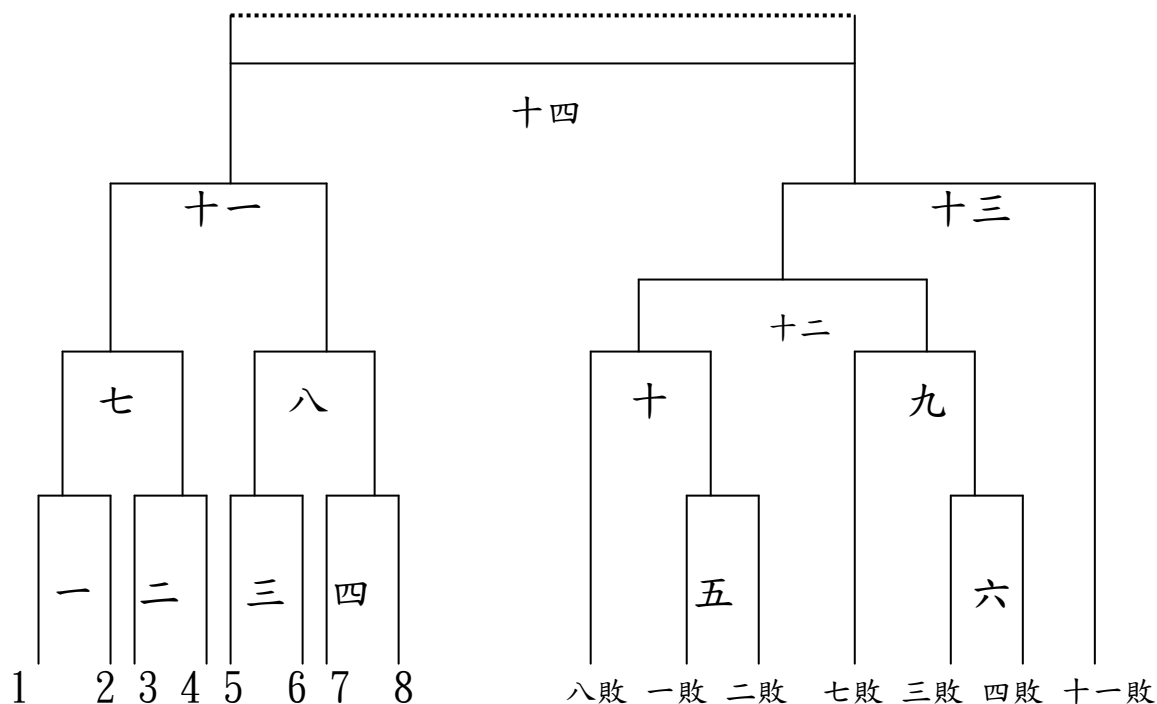 十四
十一 十三
十二
七 八 十 九
一 二 三 四 五 六
1 2 3 4 5 6 7 8 八敗 一敗 二敗 七敗 三敗 四敗 十一敗